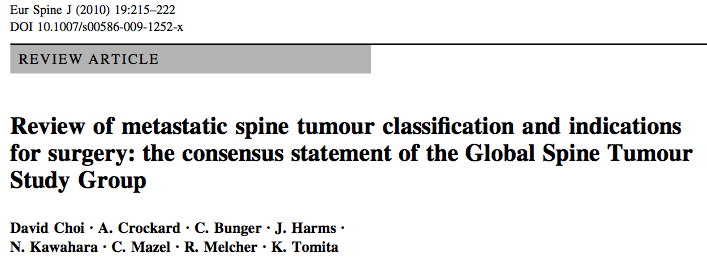 Eur Spine J (2010) 19:215–222
DOI 10.1007/s00586-009-1252-x
REVIEW ARTICLE
Review of metastatic spine tumour classification and indications
for surgery: the consensus statement of the Global Spine Tumour
Study Group
David Choi · A. Crockard · C. Bunger · J. Harms ·
N. Kawahara · C. Mazel · R. Melcher · K. Tomita